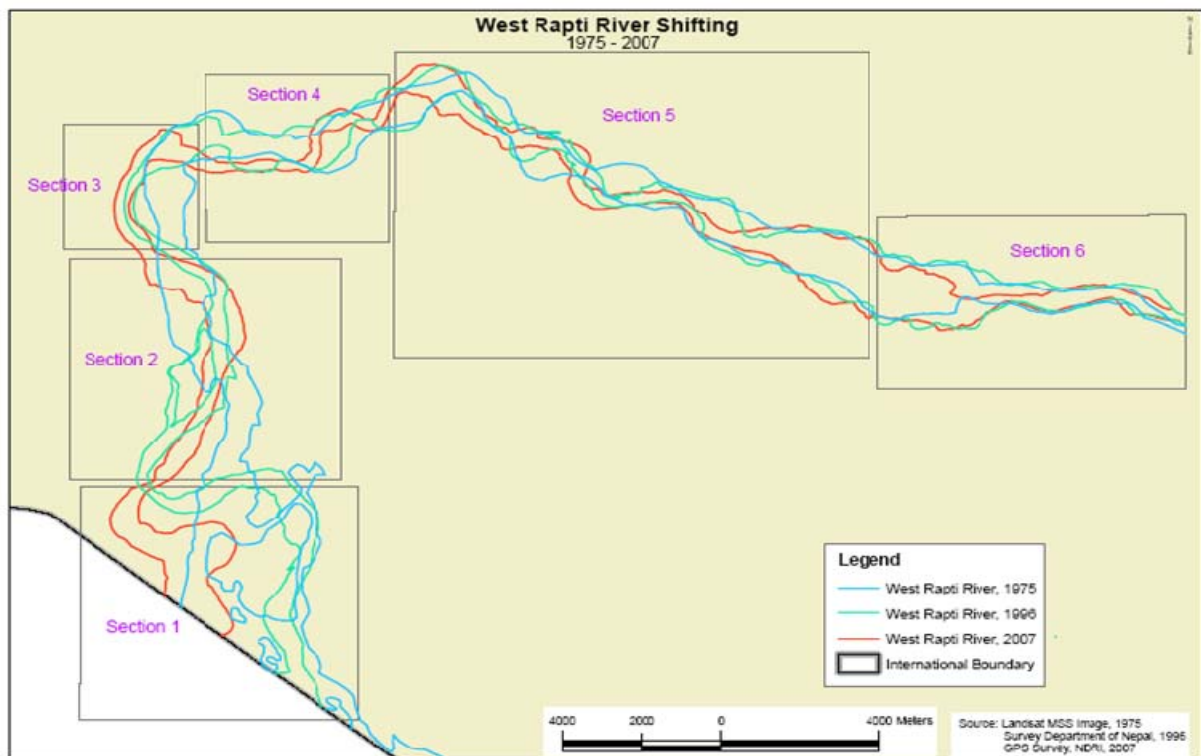 West Rapti River Shifting
1975 - 2007
Section 4
Section 5
Section 3
Section 6
Section 2
Section 1
Legend
West Rapti River, 1975
West Rapti River, 1996
West Rapti River, 2007
International Boundary
4000 2000 0 4000 Meters
Source: Landsat MSS Image, 1975
Survey Department of Nepal, 1996
GPS Survey, NDRI, 2007